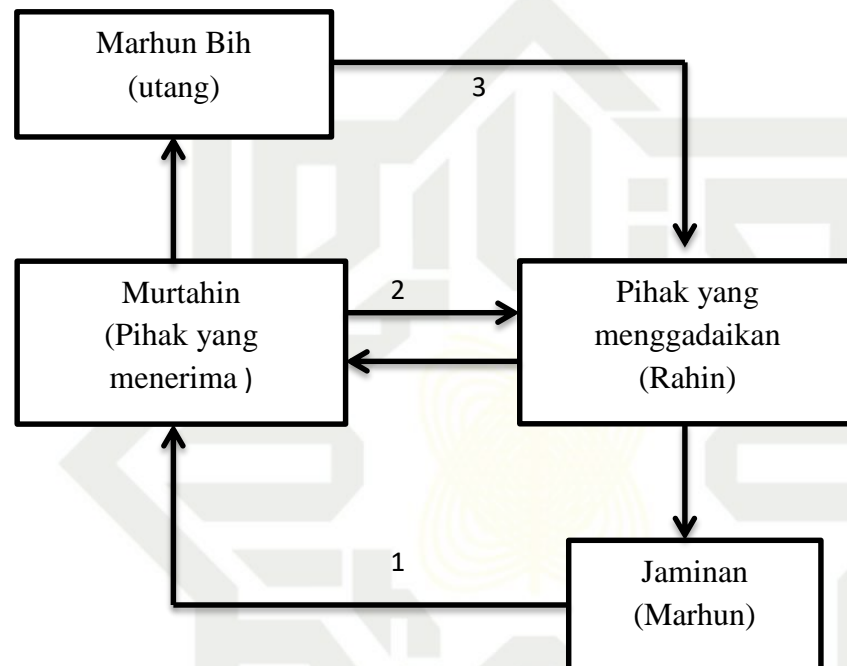 Marhun Bih
(utang)
3
Murtahin
(Pihak yang
menerima )
2
Pihak yang
menggadaikan
(Rahin)
1
Jaminan
(Marhun)